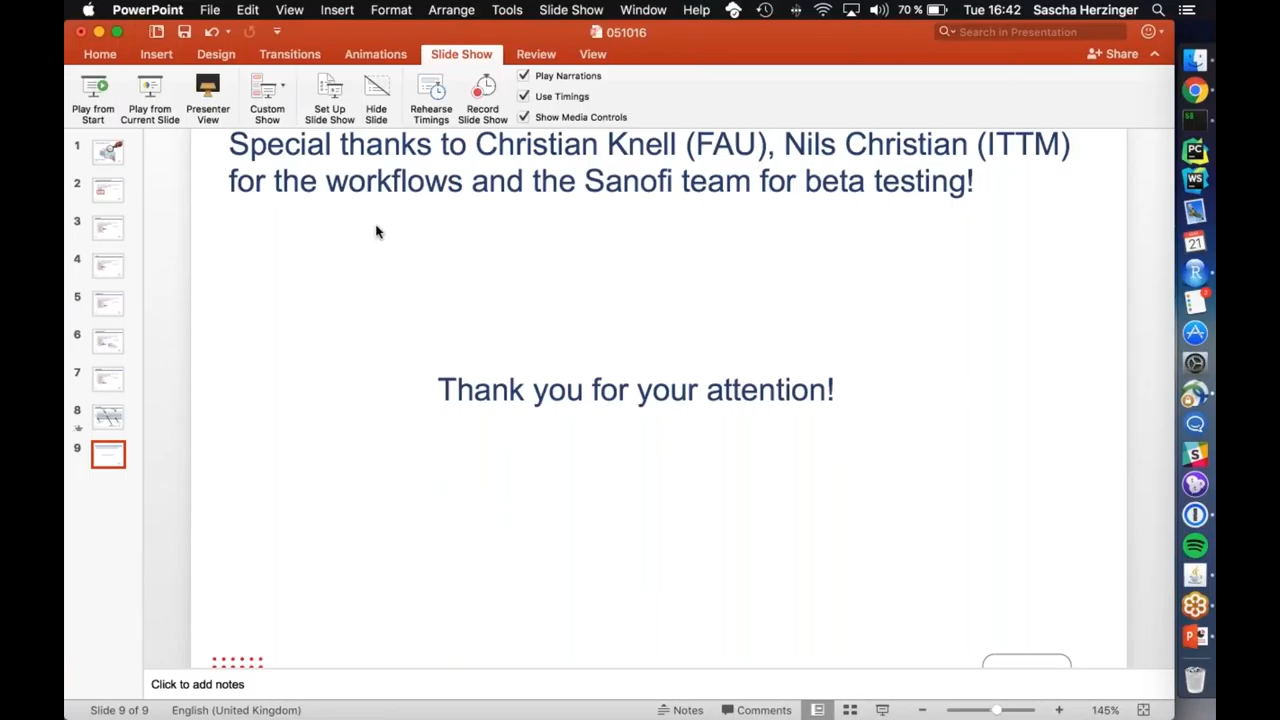 PowerPoint File Edit View Insert Format Arrange Tools Slide Show Window Help 70 % Tue 16:42 Sascha Herzinger
051016
Search in Presentation
Home Insert Design Transitions Animations Slide Show Review View Share
Play from Start
Play from Current Slide
Presenter View
Custom Show
Set Up Slide Show
Hide Slide
Rehearse Timings
Record Slide Show
Play Narrations
Use Timings
Show Media Controls
1
2
3
4
5
6
7
8
9
Special thanks to Christian Knell (FAU), Nils Christian (ITTM)
for the workflows and the Sanofi team for beta testing!
Thank you for your attention!
PC
WS
21
R
3
S
P
Click to add notes
Slide 9 of 9 English (United Kingdom) Notes Comments 145%